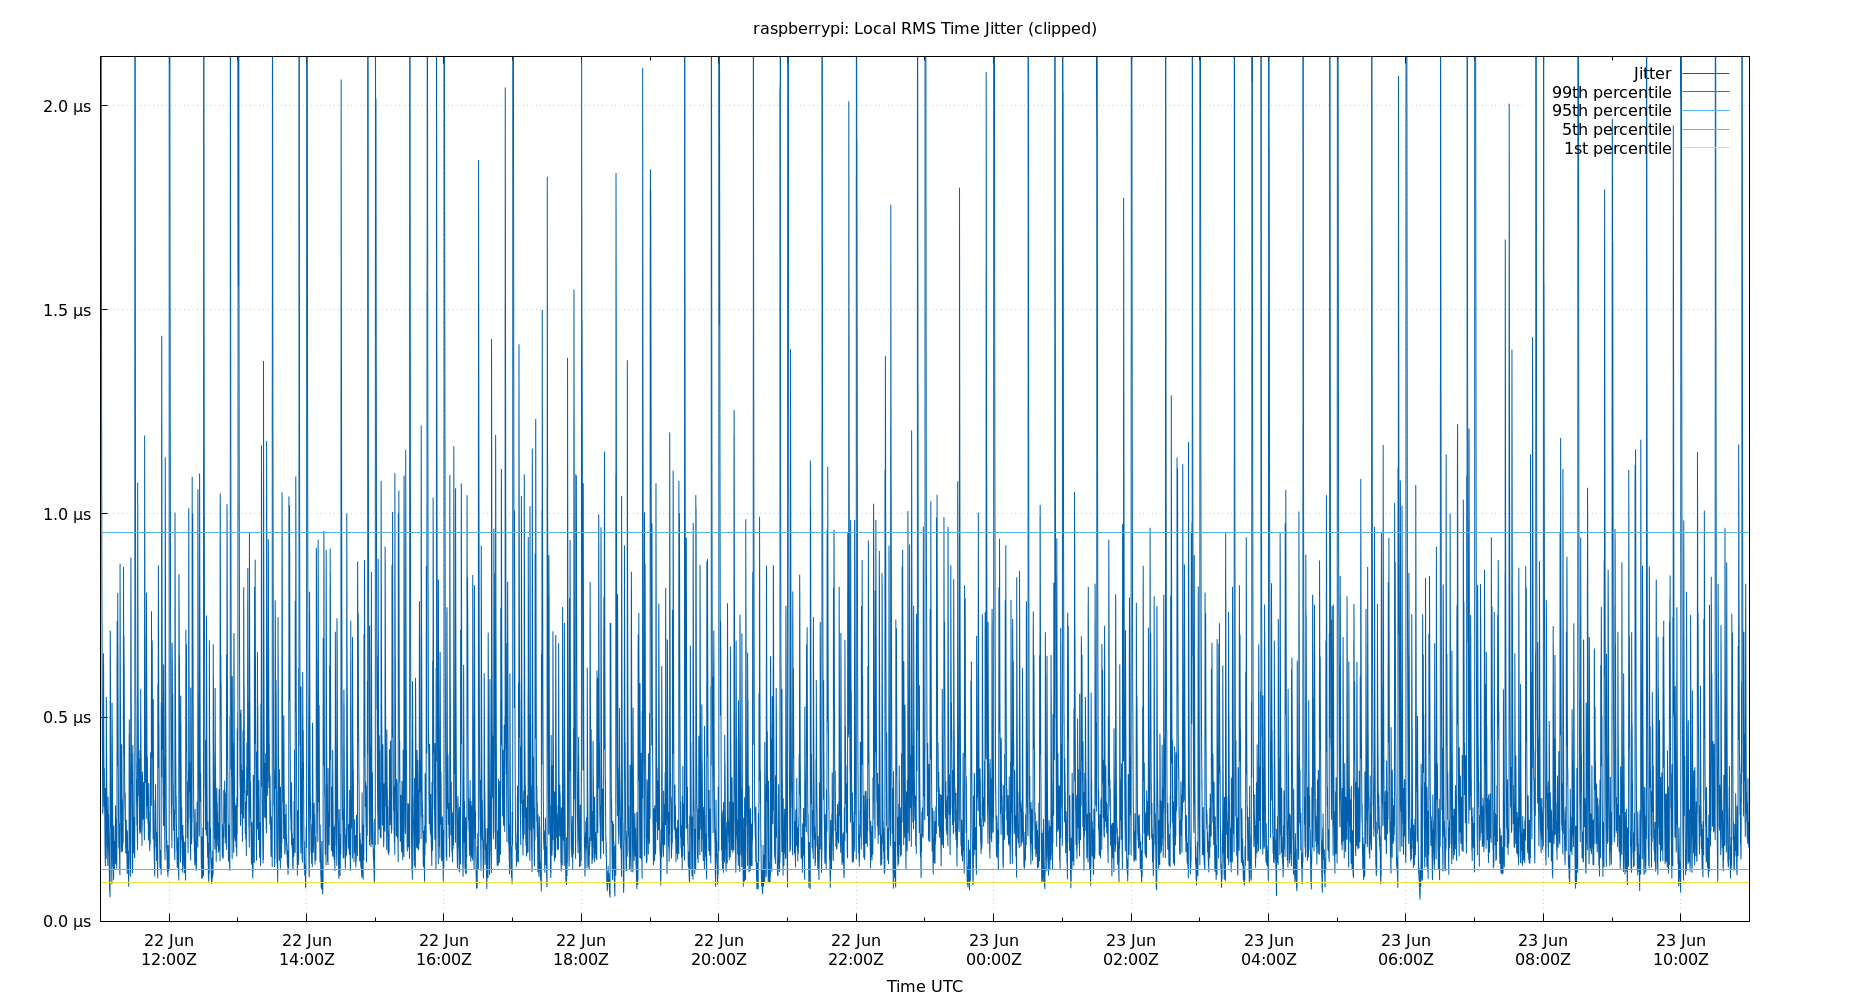 raspberrypi: Local RMS Time Jitter (clipped)
Jitter
99th percentile
95th percentile
5th percentile
1st percentile
2.0 µs
1.5 µs
1.0 µs
0.5 µs
0.0 µs
22 Jun 22 Jun 22 Jun 22 Jun 22 Jun 22 Jun 23 Jun 23 Jun 23 Jun 23 Jun 23 Jun 23 Jun
12:00Z 14:00Z 16:00Z 18:00Z 20:00Z 22:00Z 00:00Z 02:00Z 04:00Z 06:00Z 08:00Z 10:00Z
Time UTC